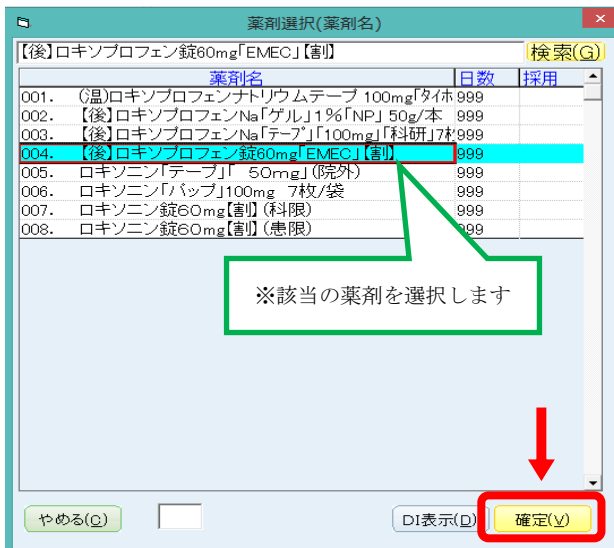 薬剤選択(薬剤名)
【後】ロキソプロフェン錠60mg「EMEC」【割】 検索(G)
薬剤名 日数 採用
001. (温)ロキソプロフェンナトリウムテープ 100mg「タイホ 999
002. 【後】ロキソプロフェンNa「ゲル」1%「NP」 50g/本 999
003. 【後】ロキソプロフェンNa「テープ」「100mg」「科研」7枚 999
004. 【後】ロキソプロフェン錠60mg「EMEC」【割】 999
005. ロキソニン「テープ」「 50mg」(院外) 999
006. ロキソニン「パップ」100mg 7枚/袋 999
007. ロキソニン錠60mg【割】(科限) 999
008. ロキソニン錠60mg【割】(患限) 999
※該当の薬剤を選択します
やめる(C) DI表示(D) 確定(V)